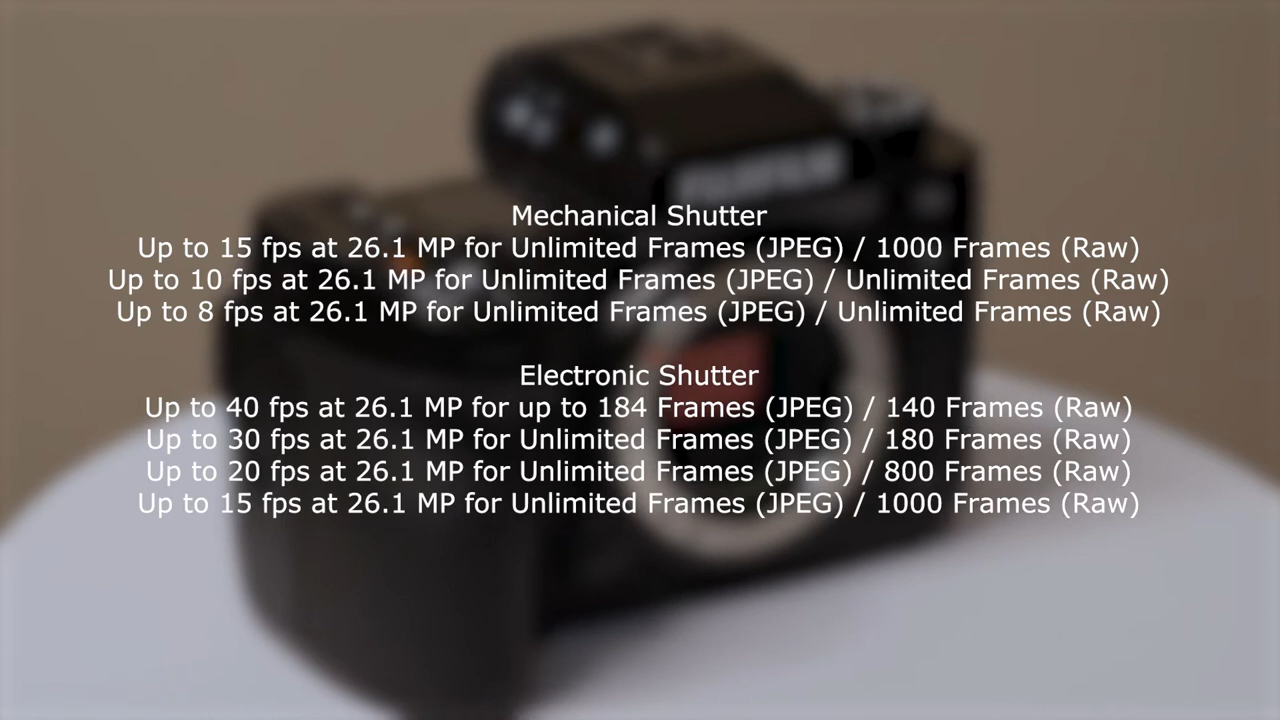 Mechanical Shutter
Up to 15 fps at 26.1 MP for Unlimited Frames (JPEG) / 1000 Frames (Raw)
Up to 10 fps at 26.1 MP for Unlimited Frames (JPEG) / Unlimited Frames (Raw)
Up to 8 fps at 26.1 MP for Unlimited Frames (JPEG) / Unlimited Frames (Raw)
Electronic Shutter
Up to 40 fps at 26.1 MP for up to 184 Frames (JPEG) / 140 Frames (Raw)
Up to 30 fps at 26.1 MP for Unlimited Frames (JPEG) / 180 Frames (Raw)
Up to 20 fps at 26.1 MP for Unlimited Frames (JPEG) / 800 Frames (Raw)
Up to 15 fps at 26.1 MP for Unlimited Frames (JPEG) / 1000 Frames (Raw)